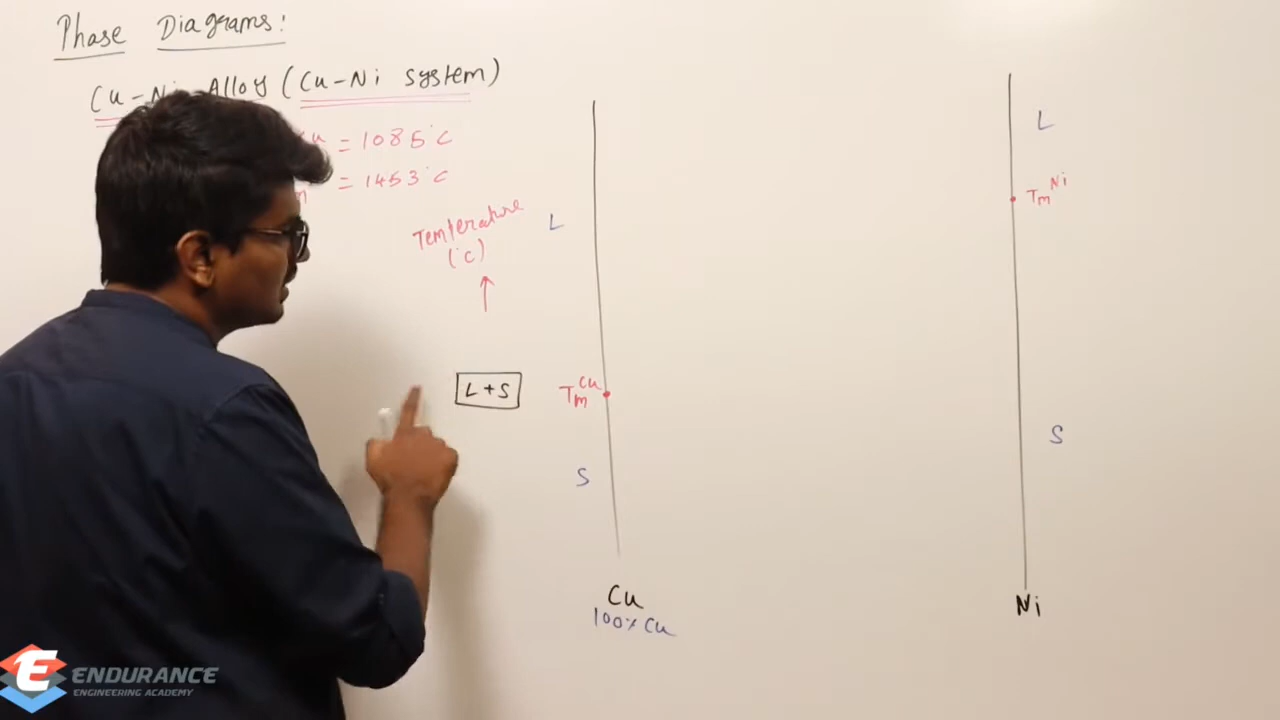 Phase Diagrams:
Cu-Ni Alloy (Cu-Ni system)
= 1085°C
m = 1453°C
Temterature
(°c)
L
L+S
Tm Cu
S
Cu
100% Cu
L
Tm Ni
S
Ni
ENDURANCE
ENGINEERING ACADEMY